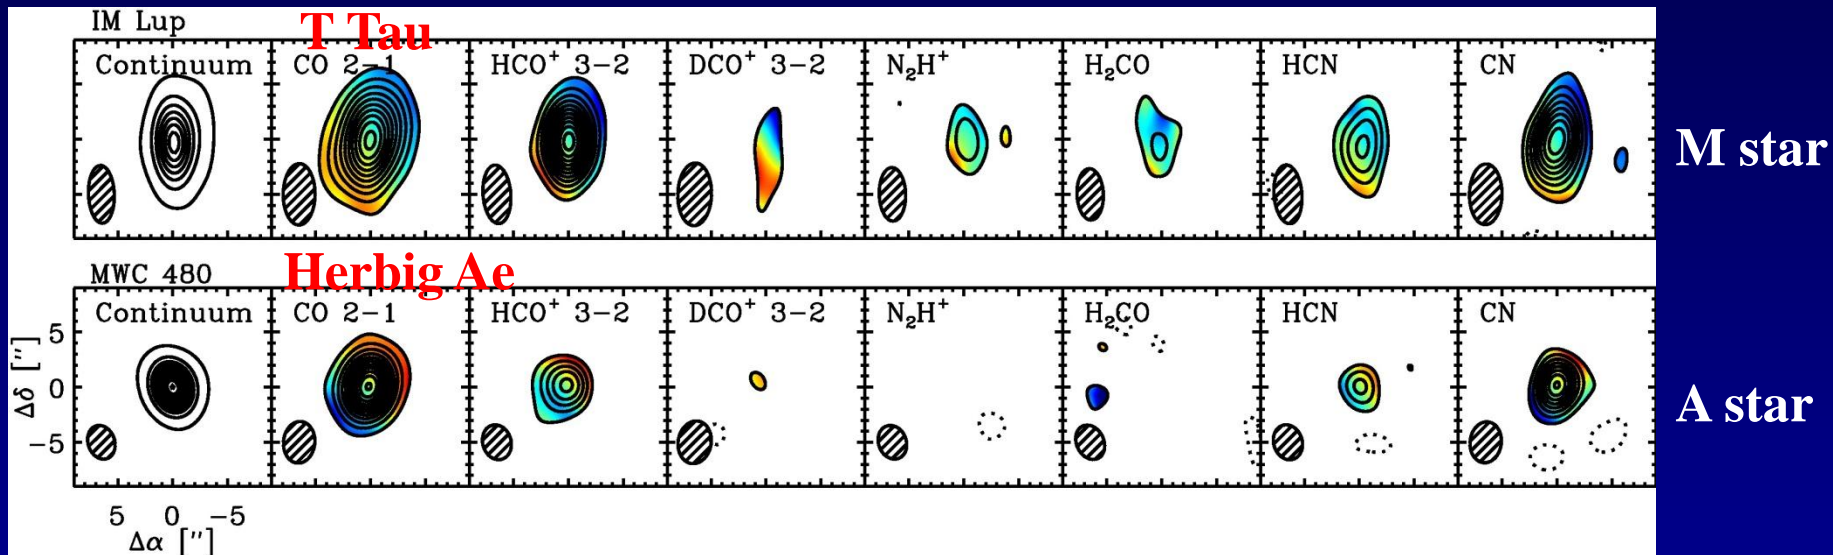 IM Lup
T Tau
Continuum CO 2−1 HCO⁺ 3−2 DCO⁺ 3−2 N₂H⁺ H₂CO HCN CN
M star
MWC 480
Herbig Ae
Continuum CO 2−1 HCO⁺ 3−2 DCO⁺ 3−2 N₂H⁺ H₂CO HCN CN
A star
5
0
−5
Δδ ["]
5 0 −5
Δα ["]